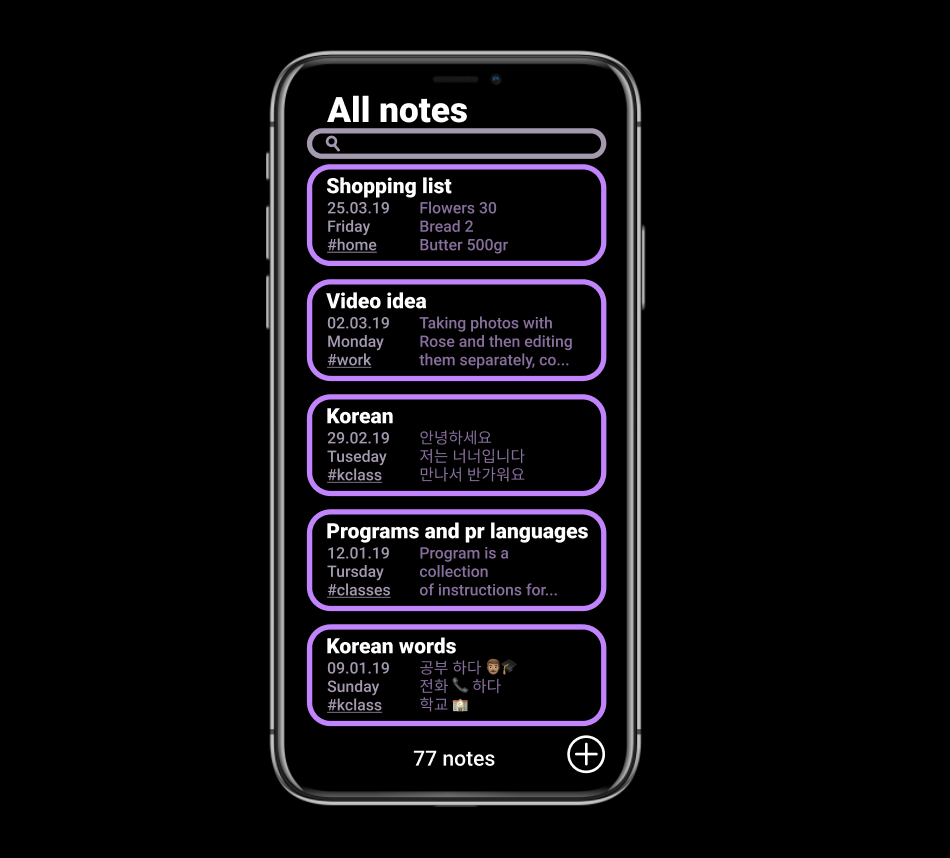 All notes
Shopping list
25.03.19 Flowers 30
Friday Bread 2
#home Butter 500gr
Video idea
02.03.19 Taking photos with
Monday Rose and then editing
#work them separately, co...
Korean
29.02.19 안녕하세요
Tuseday 저는 너너입니다
#kclass 만나서 반가워요
Programs and pr languages
12.01.19 Program is a
Tursday collection
#classes of instructions for...
Korean words
09.01.19 공부 하다 👨🏽‍🎓
Sunday 전화 📞 하다
#kclass 학교 🏫
77 notes